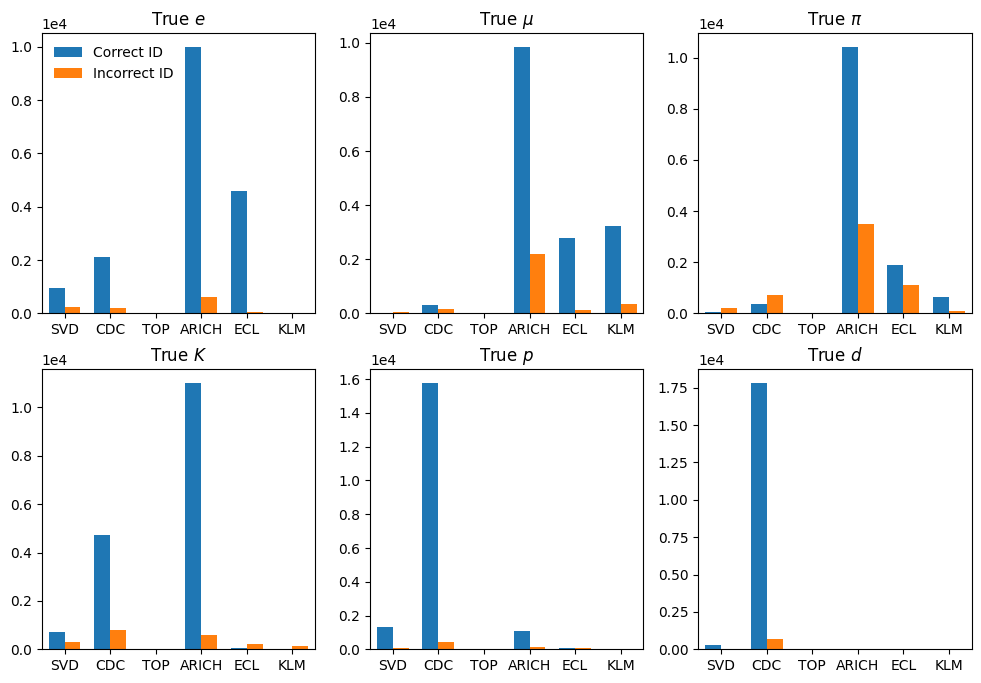 True e
1e4
Correct ID
Incorrect ID
1.0
0.8
0.6
0.4
0.2
0.0
SVD CDC TOP ARICH ECL KLM
True μ
1e4
1.0
0.8
0.6
0.4
0.2
0.0
SVD CDC TOP ARICH ECL KLM
True π
1e4
1.0
0.8
0.6
0.4
0.2
0.0
SVD CDC TOP ARICH ECL KLM
True K
1e4
1.0
0.8
0.6
0.4
0.2
0.0
SVD CDC TOP ARICH ECL KLM
True p
1e4
1.6
1.4
1.2
1.0
0.8
0.6
0.4
0.2
0.0
SVD CDC TOP ARICH ECL KLM
True d
1e4
1.75
1.50
1.25
1.00
0.75
0.50
0.25
0.00
SVD CDC TOP ARICH ECL KLM